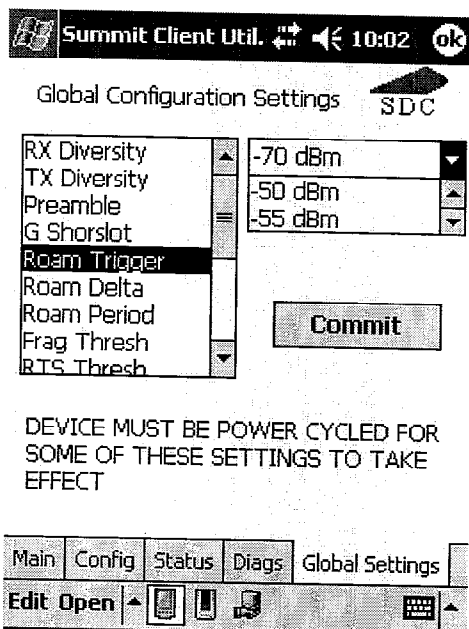 Summit Client Util. 10:02 ok
Global Configuration Settings SDC
RX Diversity
TX Diversity
Preamble
G Shorslot
Roam Trigger
Roam Delta
Roam Period
Frag Thresh
RTS Thresh
-70 dBm
-50 dBm
-55 dBm
Commit
DEVICE MUST BE POWER CYCLED FOR
SOME OF THESE SETTINGS TO TAKE
EFFECT
Main Config Status Diags Global Settings
Edit Open